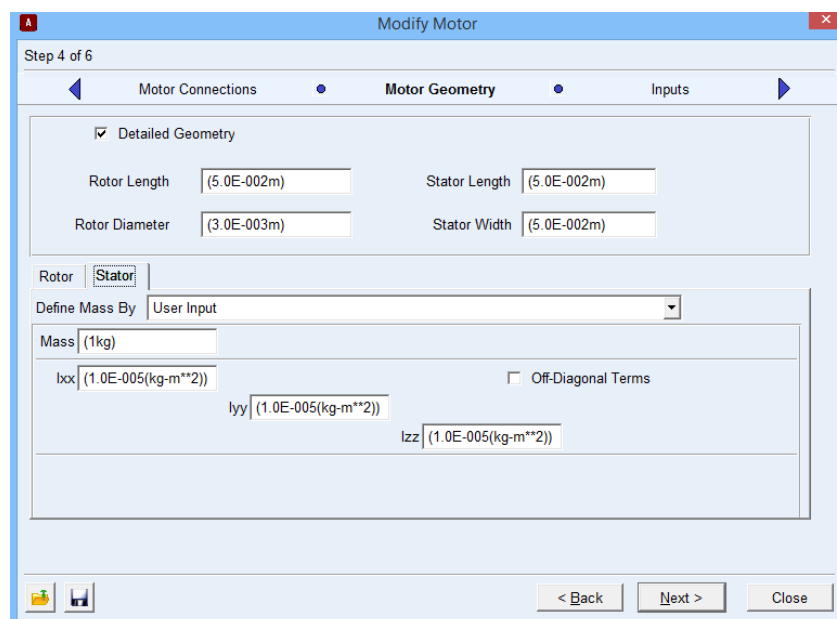 A Modify Motor ×
Step 4 of 6
Motor Connections Motor Geometry Inputs
Detailed Geometry
Rotor Length (5.0E-002m) Stator Length (5.0E-002m)
Rotor Diameter (3.0E-003m) Stator Width (5.0E-002m)
Rotor Stator
Define Mass By User Input
Mass (1kg)
Ixx (1.0E-005(kg-m**2)) Off-Diagonal Terms
Iyy (1.0E-005(kg-m**2))
Izz (1.0E-005(kg-m**2))
< Back Next > Close